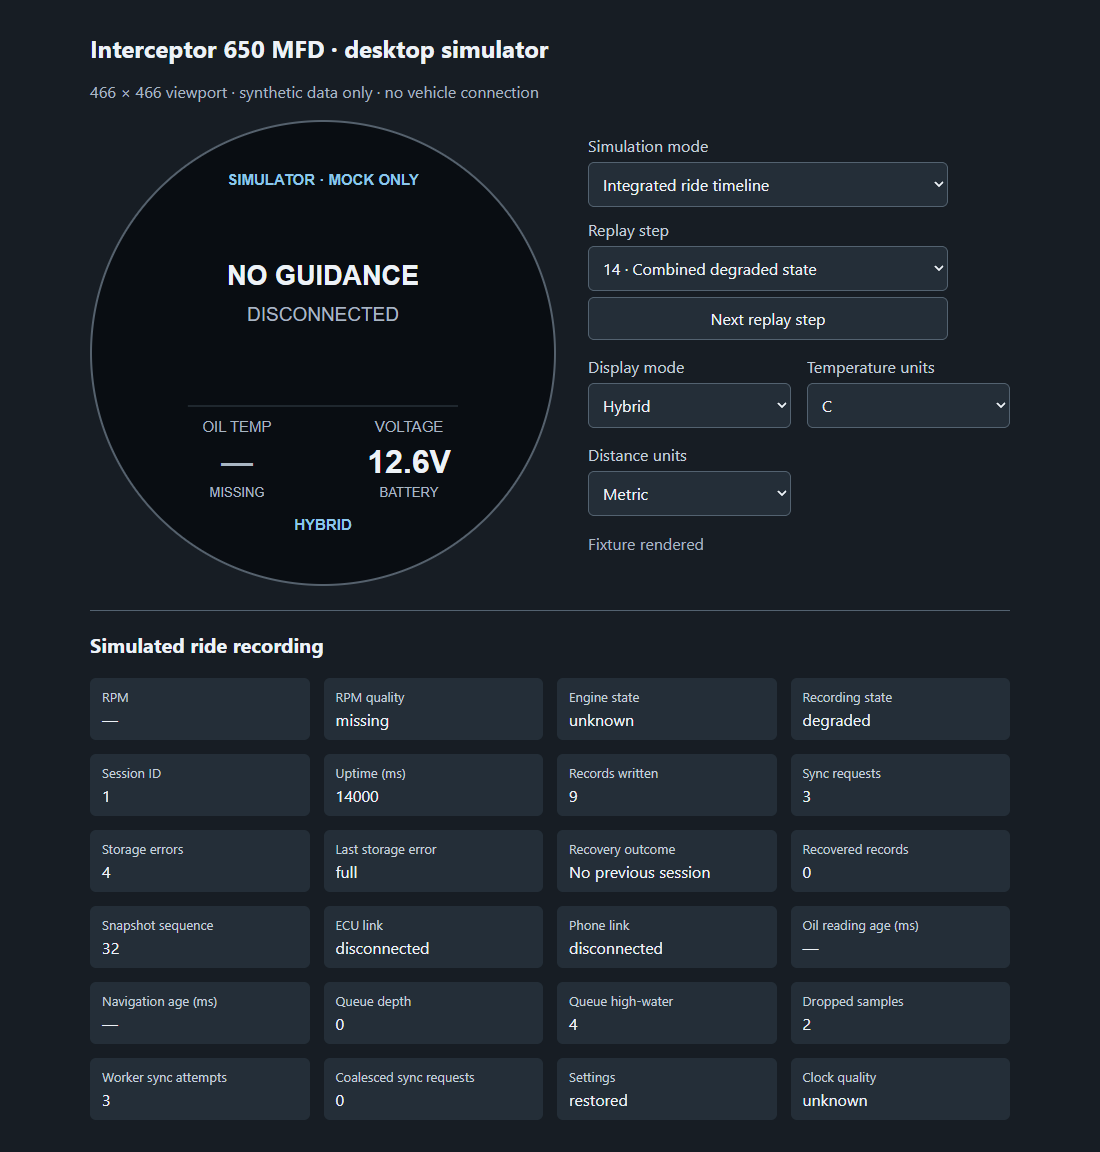 Interceptor 650 MFD · desktop simulator
466 × 466 viewport · synthetic data only · no vehicle connection
SIMULATOR · MOCK ONLY
NO GUIDANCE
DISCONNECTED
OIL TEMP
—
MISSING
VOLTAGE
12.6V
BATTERY
HYBRID
Simulation mode
Integrated ride timeline
Replay step
14 · Combined degraded state
Next replay step
Display mode
Hybrid
Temperature units
C
Distance units
Metric
Fixture rendered
Simulated ride recording
RPM
—
RPM quality
missing
Engine state
unknown
Recording state
degraded
Session ID
1
Uptime (ms)
14000
Records written
9
Sync requests
3
Storage errors
4
Last storage error
full
Recovery outcome
No previous session
Recovered records
0
Snapshot sequence
32
ECU link
disconnected
Phone link
disconnected
Oil reading age (ms)
—
Navigation age (ms)
—
Queue depth
0
Queue high-water
4
Dropped samples
2
Worker sync attempts
3
Coalesced sync requests
0
Settings
restored
Clock quality
unknown